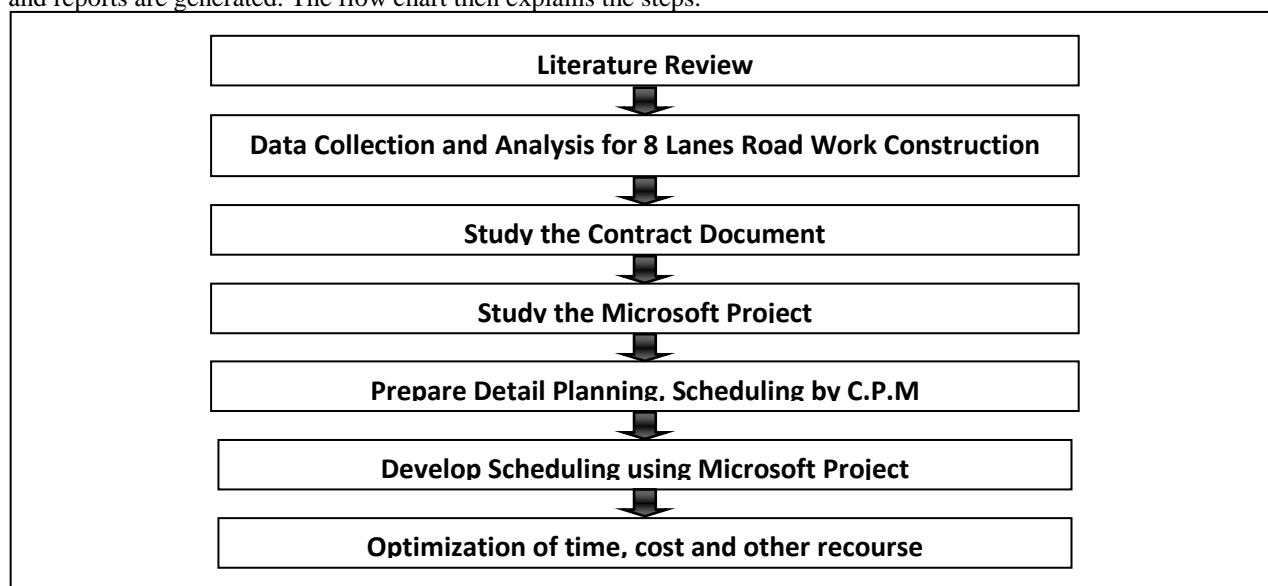 and reports are generated. The flow chart then explains the steps.
Literature Review
Data Collection and Analysis for 8 Lanes Road Work Construction
Study the Contract Document
Study the Microsoft Project
Prepare Detail Planning, Scheduling by C.P.M
Develop Scheduling using Microsoft Project
Optimization of time, cost and other recourse